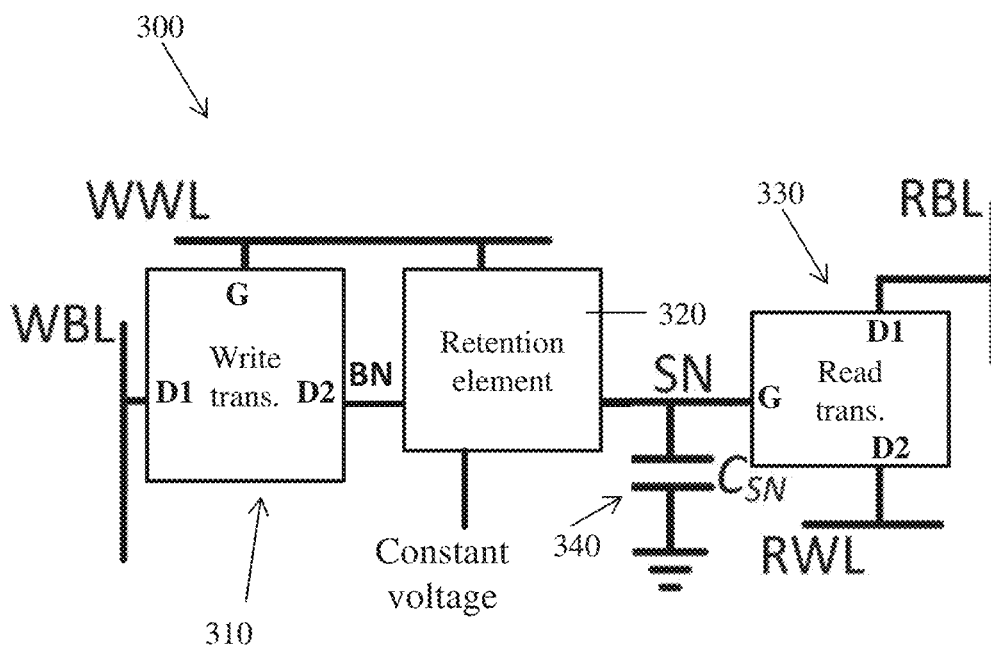 300
WWL
330
RBL
WBL
G
Write
trans.
D1
D2
BN
Retention
element
320
SN
D1
G
Read
trans.
D2
CSN
340
Constant
voltage
RWL
310